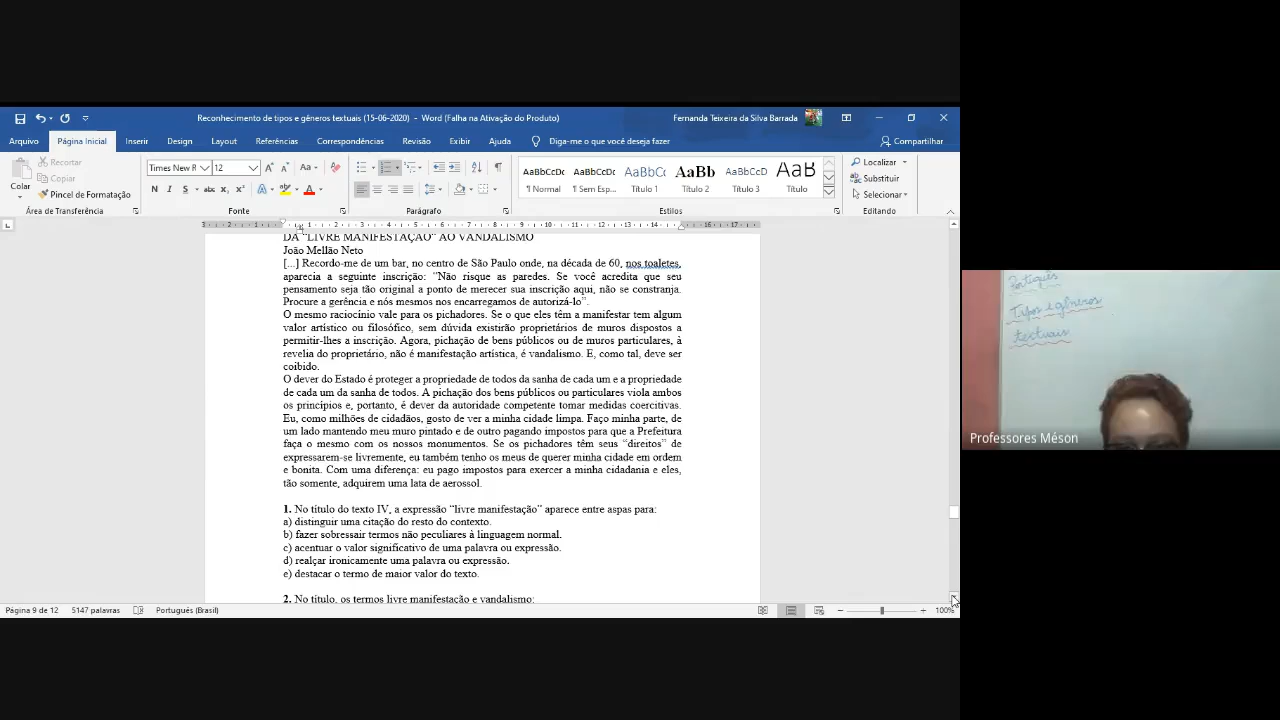 Reconhecimento de tipos e gêneros textuais (15-06-2020) - Word (Falha na Ativação do Produto)
Fernanda Teixeira da Silva Barrada
Arquivo Página Inicial Inserir Design Layout Referências Correspondências Revisão Exibir Ajuda Diga-me o que você deseja fazer Compartilhar
Colar
Recortar
Copiar
Pincel de Formatação
Área de Transferência
Times New R 12
Fonte
Parágrafo
AaBbCcDc AaBbCcDc AaBbCc AaBb AaBbCcD AaB
¶ Normal ¶ Sem Esp... Título 1 Título 2 Título 3 Título
Estilos
Localizar
Substituir
Selecionar
Editando
DA “LIVRE MANIFESTAÇÃO” AO VANDALISMO
João Mellão Neto
[...] Recordo-me de um bar, no centro de São Paulo onde, na década de 60, nos toaletes,
aparecia a seguinte inscrição: “Não risque as paredes. Se você acredita que seu
pensamento seja tão original a ponto de merecer sua inscrição aqui, não se constranja.
Procure a gerência e nós mesmos nos encarregamos de autorizá-lo”.
O mesmo raciocínio vale para os pichadores. Se o que eles têm a manifestar tem algum
valor artístico ou filosófico, sem dúvida existirão proprietários de muros dispostos a
permitir-lhes a inscrição. Agora, pichação de bens públicos ou de muros particulares, à
revelia do proprietário, não é manifestação artística, é vandalismo. E, como tal, deve ser
coibido.
O dever do Estado é proteger a propriedade de todos da sanha de cada um e a propriedade
de cada um da sanha de todos. A pichação dos bens públicos ou particulares viola ambos
os princípios e, portanto, é dever da autoridade competente tomar medidas coercitivas.
Eu, como milhões de cidadãos, gosto de ver a minha cidade limpa. Faço minha parte, de
um lado mantendo meu muro pintado e de outro pagando impostos para que a Prefeitura
faça o mesmo com os nossos monumentos. Se os pichadores têm seus “direitos” de
expressarem-se livremente, eu também tenho os meus de querer minha cidade em ordem
e bonita. Com uma diferença: eu pago impostos para exercer a minha cidadania e eles,
tão somente, adquirem uma lata de aerossol.
1. No título do texto IV, a expressão “livre manifestação” aparece entre aspas para:
a) distinguir uma citação do resto do contexto.
b) fazer sobressair termos não peculiares à linguagem normal.
c) acentuar o valor significativo de uma palavra ou expressão.
d) realçar ironicamente uma palavra ou expressão.
e) destacar o termo de maior valor do texto.
2. No título, os termos livre manifestação e vandalismo:
Página 9 de 12 5147 palavras Português (Brasil) 100%
Português
Tipos e gêneros
textuais
Professores Méson